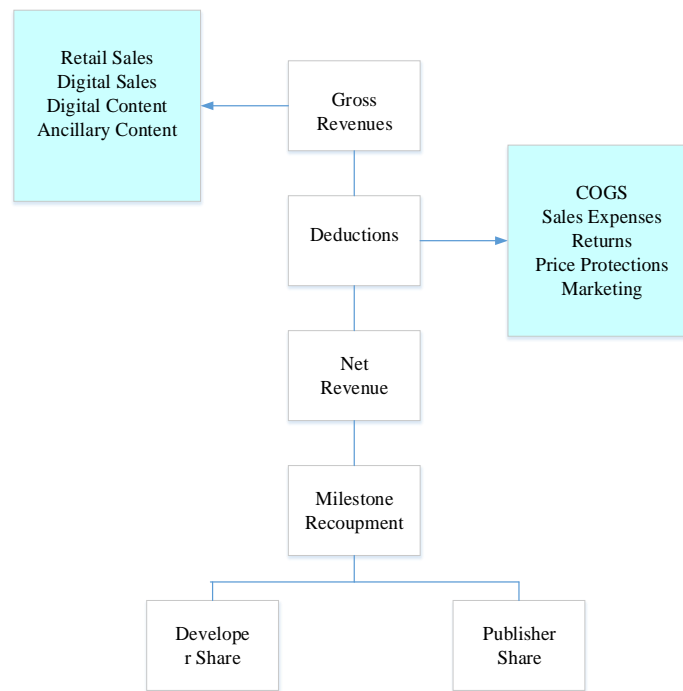 Retail Sales
Digital Sales
Digital Content
Ancillary Content
Gross
Revenues
COGS
Sales Expenses
Returns
Price Protections
Marketing
Deductions
Net
Revenue
Milestone
Recoupment
Develope
r Share
Publisher
Share